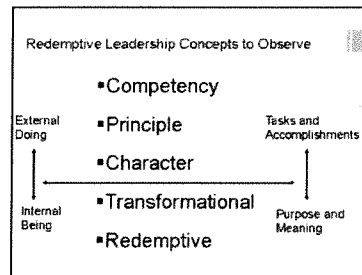 Redemptive Leadership Concepts to Observe
▪Competency
External
Doing
▪Principle
Tasks and
Accomplishments
▪Character
▪Transformational
Internal
Being
Purpose and
Meaning
▪Redemptive